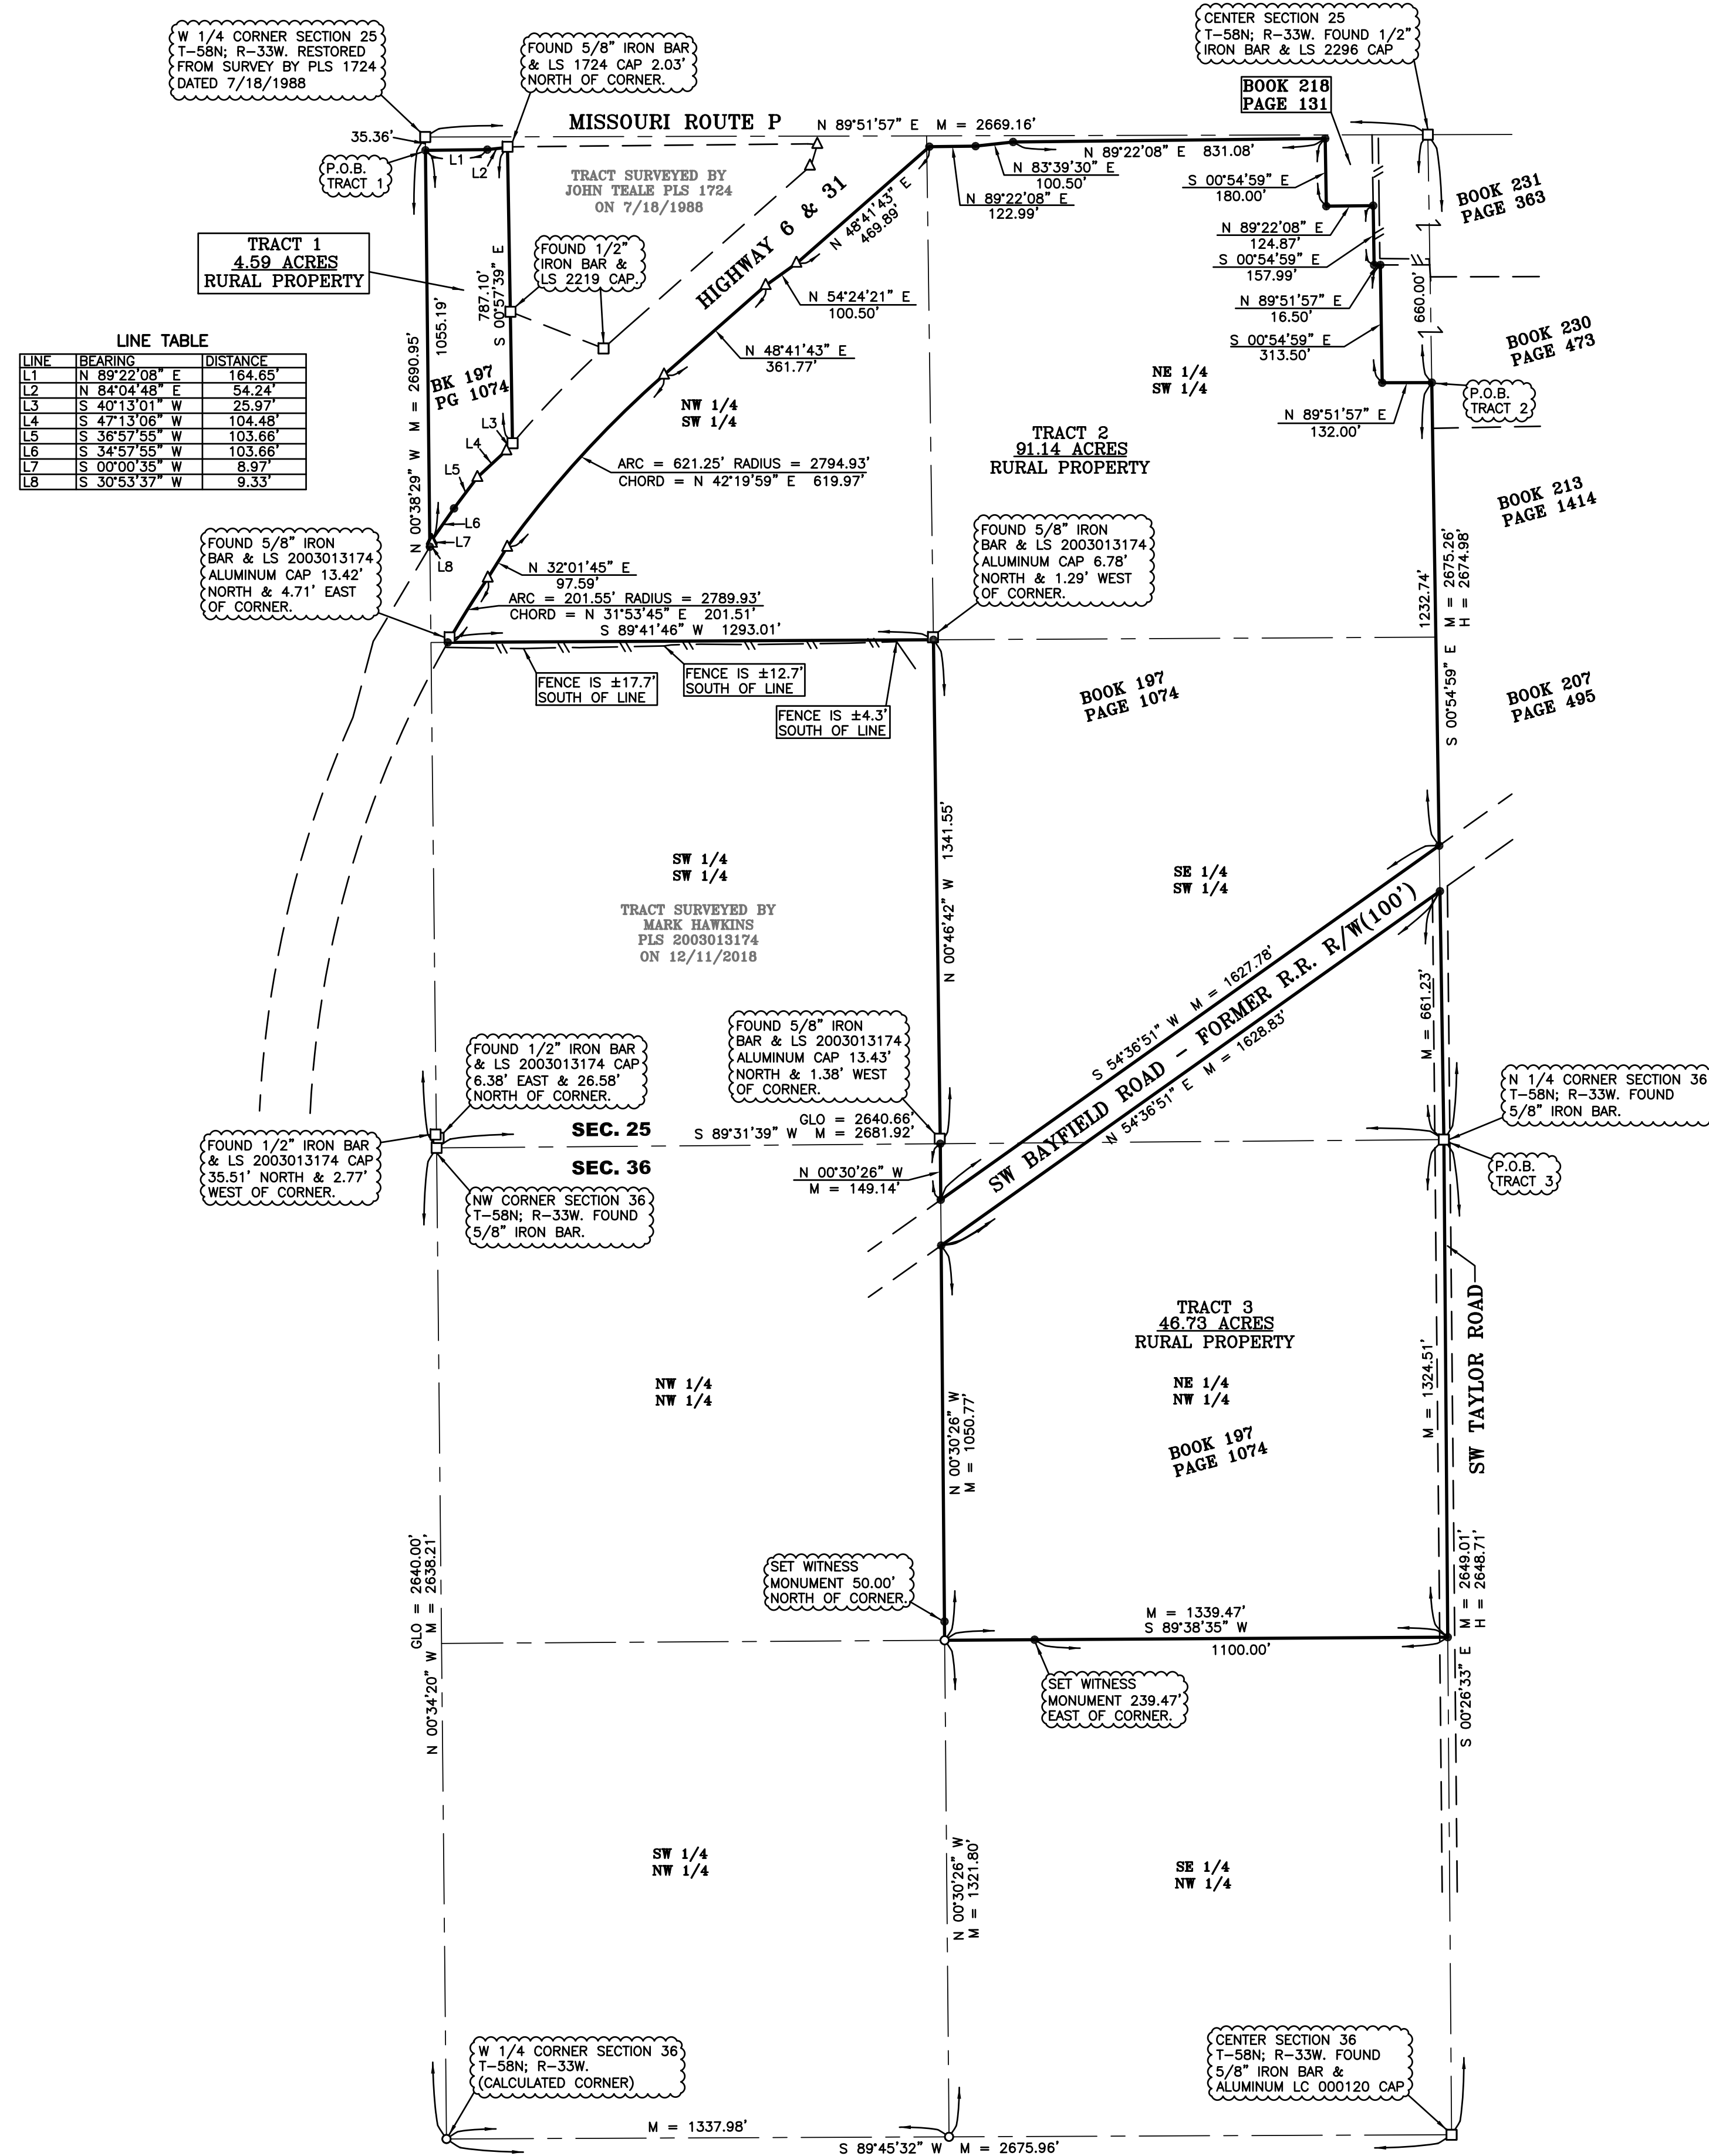 W 1/4 CORNER SECTION 25
T-58N; R-33W. RESTORED
FROM SURVEY BY PLS 1724
DATED 7/18/1988
FOUND 5/8" IRON BAR
& LS 1724 CAP 2.03'
NORTH OF CORNER.
CENTER SECTION 25
T-58N; R-33W. FOUND 1/2"
IRON BAR & LS 2296 CAP
BOOK 218
PAGE 131
MISSOURI ROUTE P
N 89°51'57" E M = 2669.16'
35.36'
P.O.B.
TRACT 1
L1
L2
TRACT SURVEYED BY
JOHN TEALE PLS 1724
ON 7/18/1988
N 89°22'08" E 831.08'
N 83°39'30" E
100.50'
N 89°22'08" E
122.99'
S 00°54'59" E
180.00'
N 89°22'08" E
124.87'
S 00°54'59" E
157.99'
N 89°51'57" E
16.50'
S 00°54'59" E
313.50'
N 89°51'57" E
132.00'
660.00'
BOOK 231
PAGE 363
BOOK 230
PAGE 473
P.O.B.
TRACT 2
TRACT 1
4.59 ACRES
RURAL PROPERTY
FOUND 1/2"
IRON BAR &
LS 2219 CAP.
HIGHWAY 6 & 31
N 48°41'43" E
469.89'
N 54°24'21" E
100.50'
N 48°41'43" E
361.77'
787.10'
S 00°57'39" E
1055.19'
N 00°38'29" W M = 2690.95'
BK 197
PG 1074
LINE TABLE
LINE BEARING DISTANCE
L1 N 89°22'08" E 164.65'
L2 N 84°04'48" E 54.24'
L3 S 40°13'01" W 25.97'
L4 S 47°13'06" W 104.48'
L5 S 36°57'55" W 103.66'
L6 S 34°57'55" W 103.66'
L7 S 00°00'35" W 8.97'
L8 S 30°53'37" W 9.33'
L3
L4
L5
L6
L7
L8
NW 1/4
SW 1/4
NE 1/4
SW 1/4
TRACT 2
91.14 ACRES
RURAL PROPERTY
ARC = 621.25' RADIUS = 2794.93'
CHORD = N 42°19'59" E 619.97'
BOOK 213
PAGE 1414
FOUND 5/8" IRON
BAR & LS 2003013174
ALUMINUM CAP 13.42'
NORTH & 4.71' EAST
OF CORNER.
FOUND 5/8" IRON
BAR & LS 2003013174
ALUMINUM CAP 6.78'
NORTH & 1.29' WEST
OF CORNER.
N 32°01'45" E
97.59'
ARC = 201.55' RADIUS = 2789.93'
CHORD = N 31°53'45" E 201.51'
S 89°41'46" W 1293.01'
FENCE IS ±17.7'
SOUTH OF LINE
FENCE IS ±12.7'
SOUTH OF LINE
FENCE IS ±4.3'
SOUTH OF LINE
1232.74'
S 00°54'59" E M = 2675.26'
H = 2674.98'
BOOK 197
PAGE 1074
BOOK 207
PAGE 495
SW 1/4
SW 1/4
TRACT SURVEYED BY
MARK HAWKINS
PLS 2003013174
ON 12/11/2018
N 00°46'42" W 1341.55'
SE 1/4
SW 1/4
S 54°36'51" W M = 1627.78'
SW BAYFIELD ROAD - FORMER R.R. R/W(100')
N 54°36'51" E M = 1628.83'
M = 661.23'
FOUND 5/8" IRON
BAR & LS 2003013174
ALUMINUM CAP 13.43'
NORTH & 1.38' WEST
OF CORNER.
FOUND 1/2" IRON BAR
& LS 2003013174 CAP
6.38' EAST & 26.58'
NORTH OF CORNER.
FOUND 1/2" IRON BAR
& LS 2003013174 CAP
35.51' NORTH & 2.77'
WEST OF CORNER.
NW CORNER SECTION 36
T-58N; R-33W. FOUND
5/8" IRON BAR.
SEC. 25
SEC. 36
GLO = 2640.66'
S 89°31'39" W M = 2681.92'
N 00°30'26" W
M = 149.14'
N 1/4 CORNER SECTION 36
T-58N; R-33W. FOUND
5/8" IRON BAR.
P.O.B.
TRACT 3
TRACT 3
46.73 ACRES
RURAL PROPERTY
NW 1/4
NW 1/4
NE 1/4
NW 1/4
BOOK 197
PAGE 1074
N 00°30'26" W
M = 1050.77'
M = 1324.51'
SW TAYLOR ROAD
GLO = 2640.00'
N 00°34'20" W M = 2638.21'
SET WITNESS
MONUMENT 50.00'
NORTH OF CORNER.
M = 1339.47'
S 89°38'35" W
1100.00'
SET WITNESS
MONUMENT 239.47'
EAST OF CORNER.
S 00°26'33" E M = 2649.01'
H = 2648.71'
SW 1/4
NW 1/4
SE 1/4
NW 1/4
N 00°30'26" W
M = 1321.80'
W 1/4 CORNER SECTION 36
T-58N; R-33W.
(CALCULATED CORNER)
CENTER SECTION 36
T-58N; R-33W. FOUND
5/8" IRON BAR &
ALUMINUM LC 000120 CAP
M = 1337.98'
S 89°45'32" W M = 2675.96'